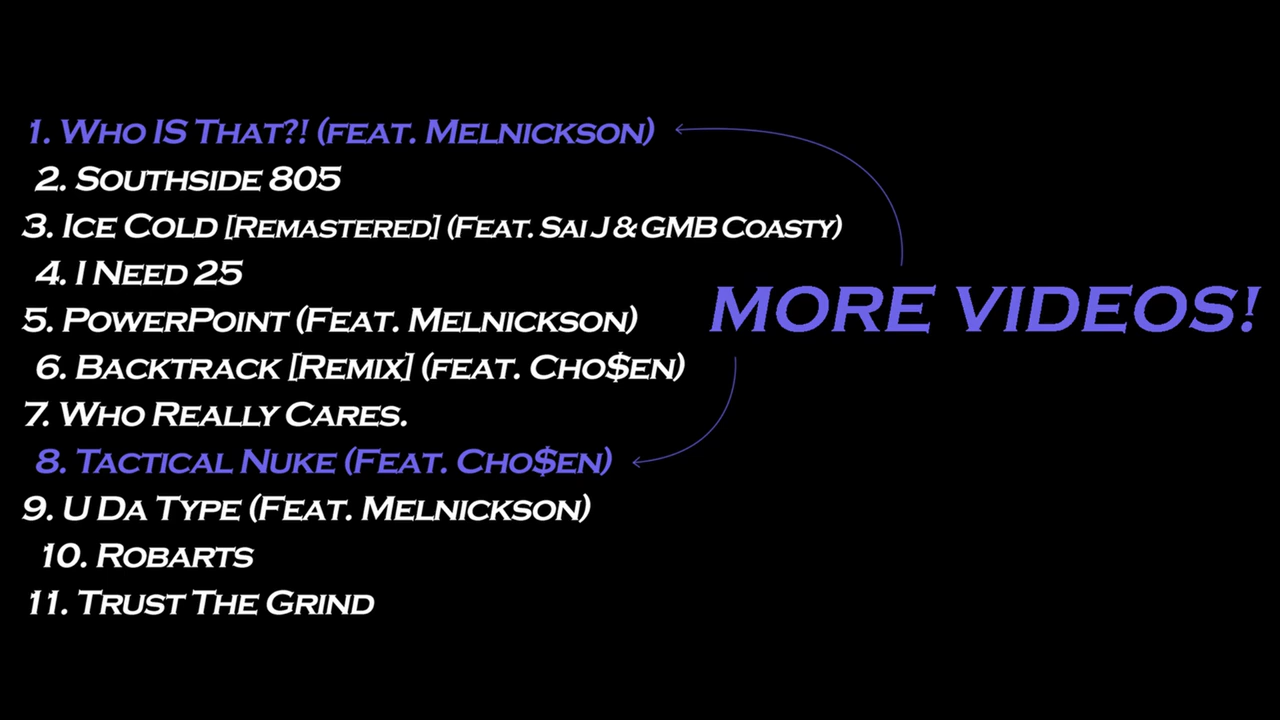 1. Who IS That?! (feat. Melnickson)
2. Southside 805
3. Ice Cold [Remastered] (Feat. Sai J & GMB Coasty)
4. I Need 25
5. PowerPoint (Feat. Melnickson)
6. Backtrack [Remix] (feat. Cho$en)
7. Who Really Cares.
8. Tactical Nuke (Feat. Cho$en)
9. U Da Type (Feat. Melnickson)
10. Robarts
11. Trust The Grind
MORE VIDEOS!